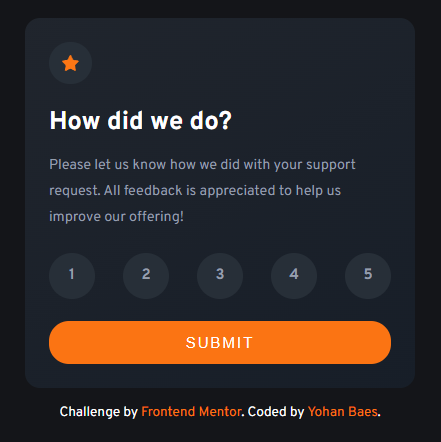 How did we do?
Please let us know how we did with your support
request. All feedback is appreciated to help us
improve our offering!
1 2 3 4 5
SUBMIT
Challenge by Frontend Mentor. Coded by Yohan Baes.